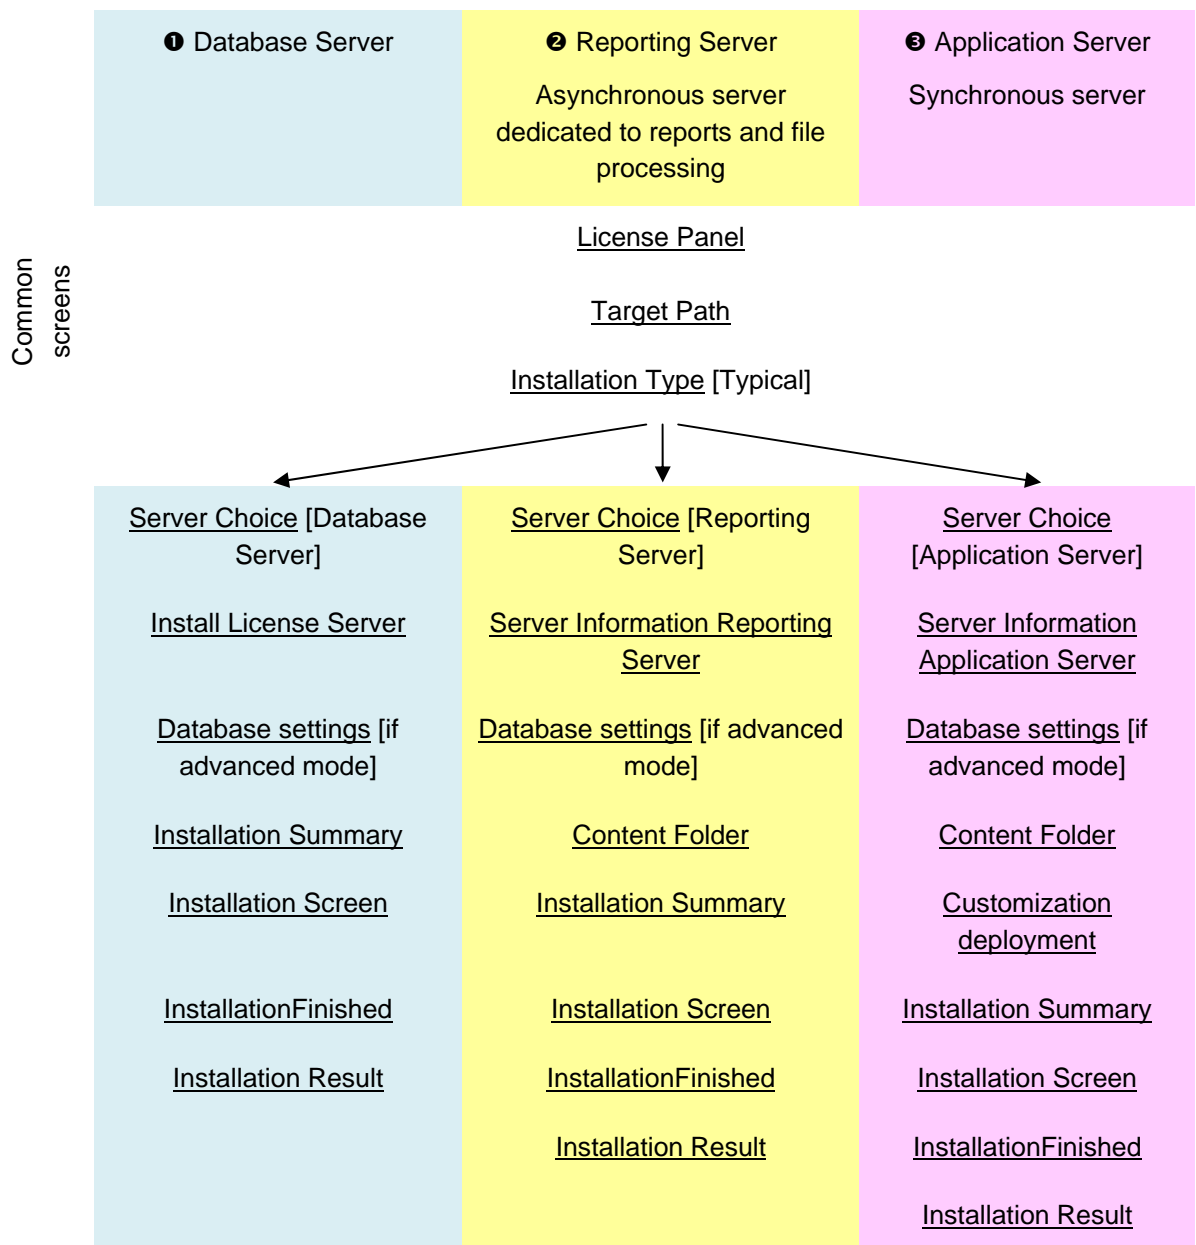 ❶ Database Server
❷ Reporting Server
Asynchronous server
dedicated to reports and file
processing
❸ Application Server
Synchronous server
Common
screens
License Panel
Target Path
Installation Type [Typical]
Server Choice [Database
Server]
Install License Server
Database settings [if
advanced mode]
Installation Summary
Installation Screen
InstallationFinished
Installation Result
Server Choice [Reporting
Server]
Server Information Reporting
Server
Database settings [if advanced
mode]
Content Folder
Installation Summary
Installation Screen
InstallationFinished
Installation Result
Server Choice
[Application Server]
Server Information
Application Server
Database settings [if
advanced mode]
Content Folder
Customization
deployment
Installation Summary
Installation Screen
InstallationFinished
Installation Result